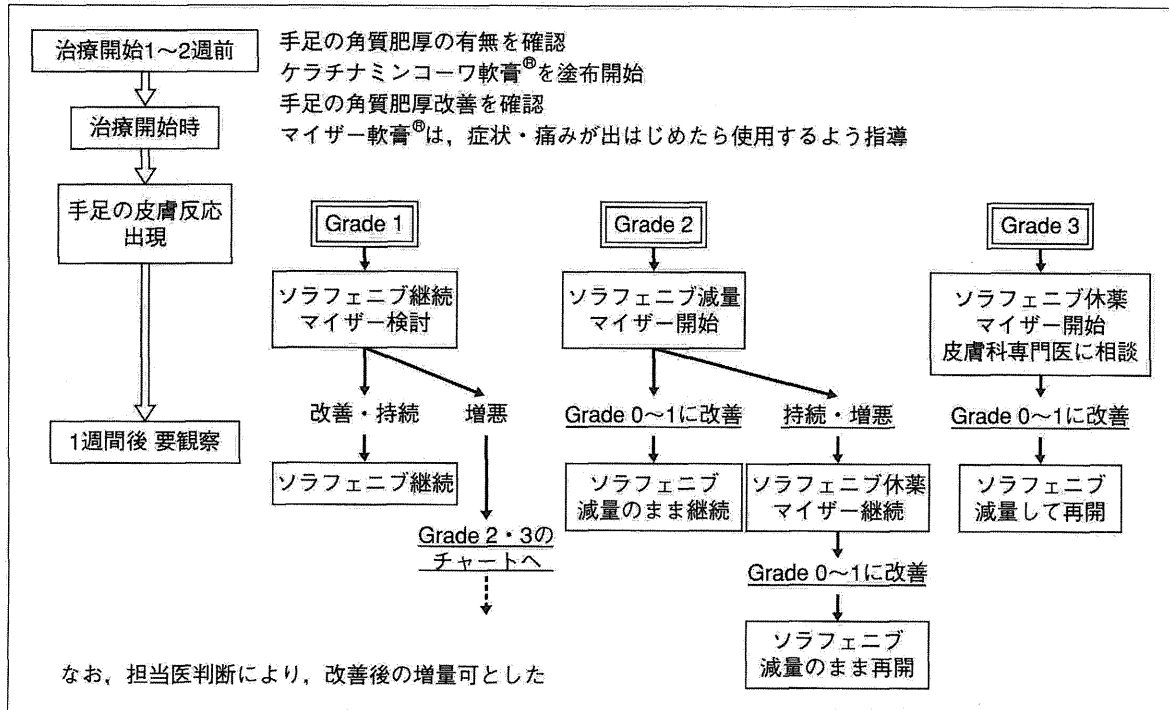 治療開始1〜2週前
手足の角質肥厚の有無を確認
ケラチナミンコーワ軟膏®を塗布開始
手足の角質肥厚改善を確認
治療開始時
マイザー軟膏®は，症状・痛みが出はじめたら使用するよう指導
手足の皮膚反応
出現
1週間後 要観察
Grade 1
ソラフェニブ継続
マイザー検討
改善・持続
増悪
ソラフェニブ継続
Grade 2・3の
チャートへ
Grade 2
ソラフェニブ減量
マイザー開始
Grade 0〜1に改善
持続・増悪
ソラフェニブ
減量のまま継続
ソラフェニブ休薬
マイザー継続
Grade 0〜1に改善
ソラフェニブ
減量のまま再開
Grade 3
ソラフェニブ休薬
マイザー開始
皮膚科専門医に相談
Grade 0〜1に改善
ソラフェニブ
減量して再開
なお，担当医判断により，改善後の増量可とした